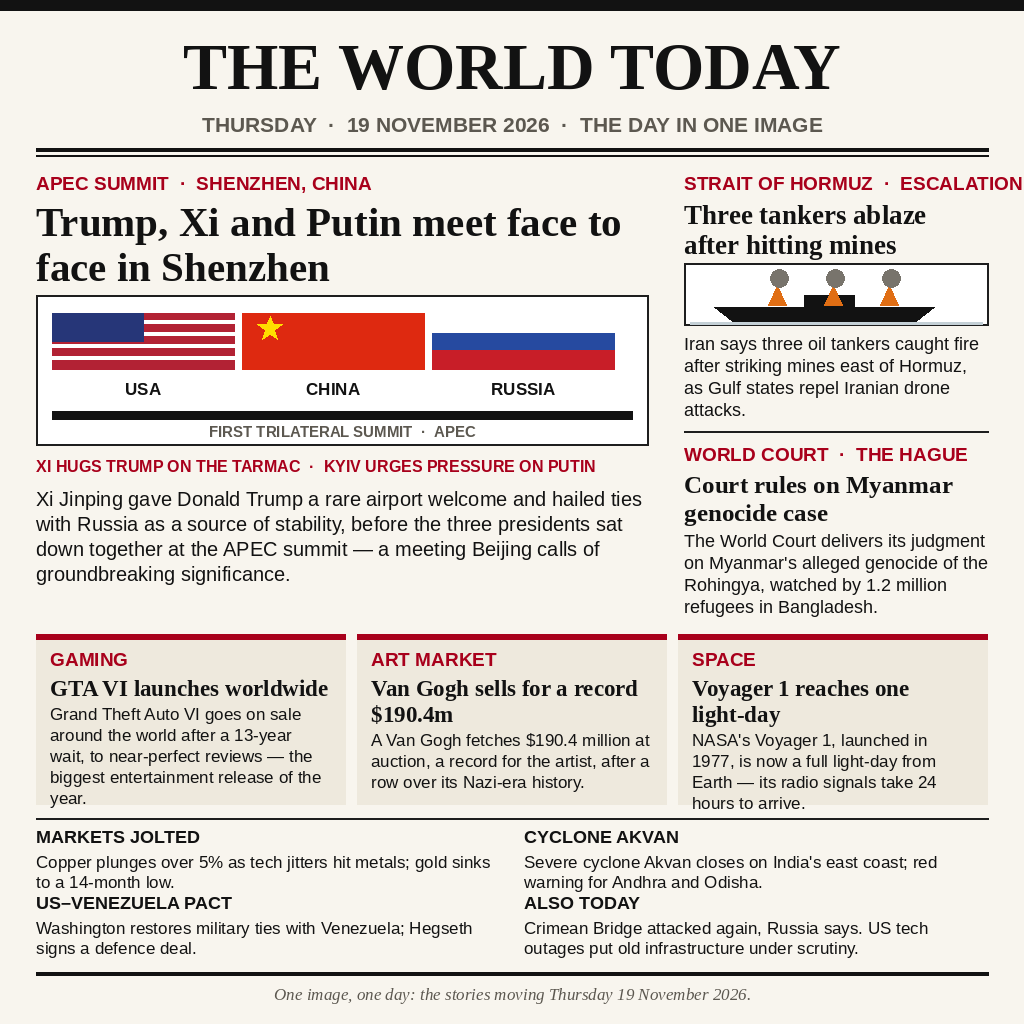 THE WORLD TODAY
THURSDAY · 19 NOVEMBER 2026 · THE DAY IN ONE IMAGE
APEC SUMMIT · SHENZHEN, CHINA
Trump, Xi and Putin meet face to
face in Shenzhen
USA
CHINA
RUSSIA
FIRST TRILATERAL SUMMIT · APEC
XI HUGS TRUMP ON THE TARMAC · KYIV URGES PRESSURE ON PUTIN
Xi Jinping gave Donald Trump a rare airport welcome and hailed ties
with Russia as a source of stability, before the three presidents sat
down together at the APEC summit — a meeting Beijing calls of
groundbreaking significance.
STRAIT OF HORMUZ · ESCALATION
Three tankers ablaze
after hitting mines
Iran says three oil tankers caught fire
after striking mines east of Hormuz,
as Gulf states repel Iranian drone
attacks.
WORLD COURT · THE HAGUE
Court rules on Myanmar
genocide case
The World Court delivers its judgment
on Myanmar's alleged genocide of the
Rohingya, watched by 1.2 million
refugees in Bangladesh.
GAMING
GTA VI launches worldwide
Grand Theft Auto VI goes on sale
around the world after a 13-year
wait, to near-perfect reviews — the
biggest entertainment release of the
year.
ART MARKET
Van Gogh sells for a record
$190.4m
A Van Gogh fetches $190.4 million at
auction, a record for the artist, after a
row over its Nazi-era history.
SPACE
Voyager 1 reaches one
light-day
NASA's Voyager 1, launched in
1977, is now a full light-day from
Earth — its radio signals take 24
hours to arrive.
MARKETS JOLTED
Copper plunges over 5% as tech jitters hit metals; gold sinks
to a 14-month low.
US–VENEZUELA PACT
Washington restores military ties with Venezuela; Hegseth
signs a defence deal.
CYCLONE AKVAN
Severe cyclone Akvan closes on India's east coast; red
warning for Andhra and Odisha.
ALSO TODAY
Crimean Bridge attacked again, Russia says. US tech
outages put old infrastructure under scrutiny.
One image, one day: the stories moving Thursday 19 November 2026.